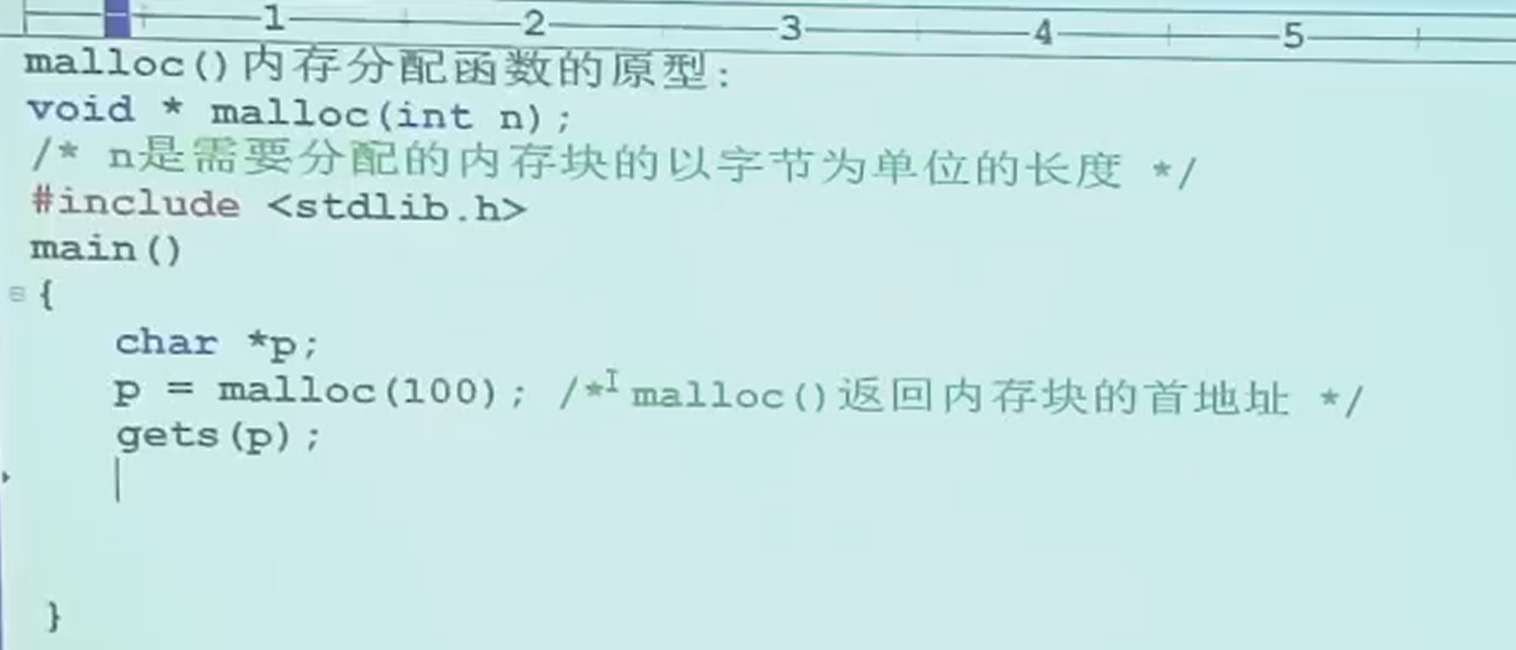 1 2 3 4 5
malloc()内存分配函数的原型:
void * malloc(int n);
/* n是需要分配的内存块的以字节为单位的长度 */
#include <stdlib.h>
main()
{
char *p;
p = malloc(100); /* malloc()返回内存块的首地址 */
gets(p);
}